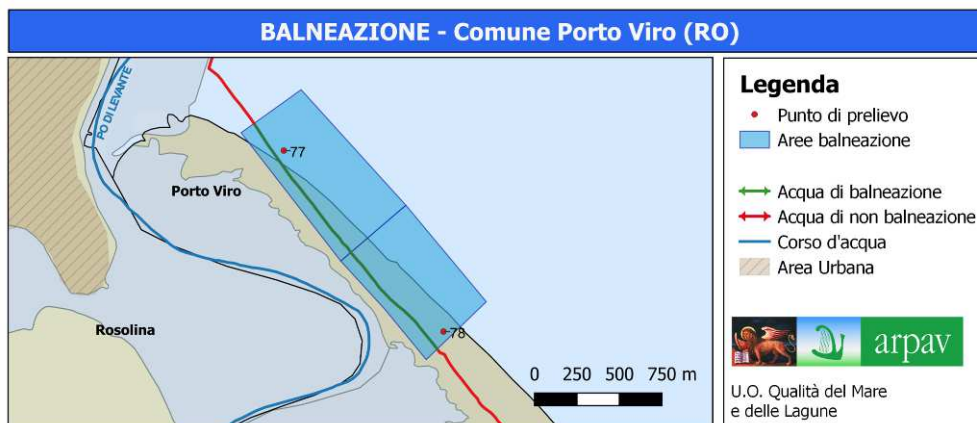 BALNEAZIONE - Comune Porto Viro (RO)
PO DI LEVANTE
77
Porto Viro
Rosolina
78
0 250 500 750 m
Legenda
Punto di prelievo
Aree balneazione
Acqua di balneazione
Acqua di non balneazione
Corso d'acqua
Area Urbana
arpav
U.O. Qualità del Mare
e delle Lagune